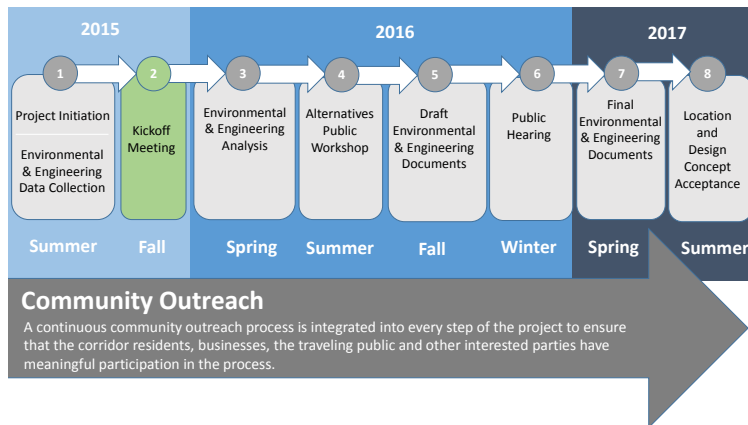 2015
2016
2017
1
2
3
4
5
6
7
8
Project Initiation
Environmental
& Engineering
Data Collection
Kickoff
Meeting
Environmental
& Engineering
Analysis
Alternatives
Public
Workshop
Draft
Environmental
& Engineering
Documents
Public
Hearing
Final
Environmental
& Engineering
Documents
Location
and
Design
Concept
Acceptance
Summer
Fall
Spring
Summer
Fall
Winter
Spring
Summer
Community Outreach
A continuous community outreach process is integrated into every step of the project to ensure
that the corridor residents, businesses, the traveling public and other interested parties have
meaningful participation in the process.